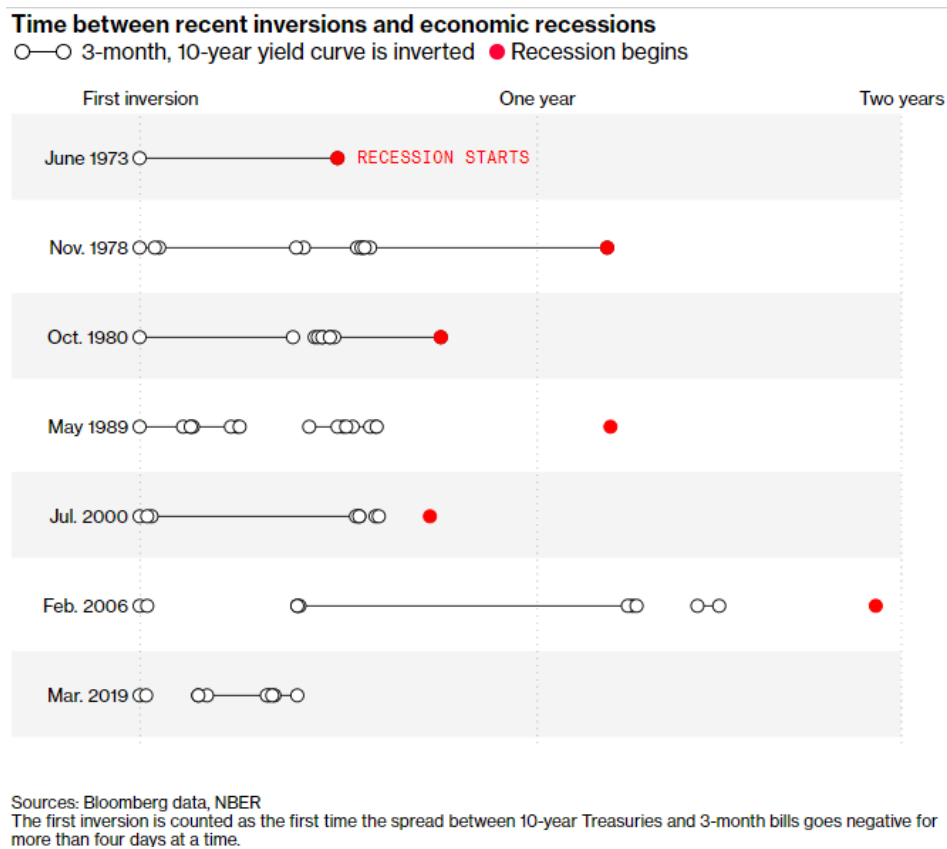 Time between recent inversions and economic recessions
3-month, 10-year yield curve is inverted Recession begins
First inversion One year Two years
June 1973 RECESSION STARTS
Nov. 1978
Oct. 1980
May 1989
Jul. 2000
Feb. 2006
Mar. 2019
Sources: Bloomberg data, NBER
The first inversion is counted as the first time the spread between 10-year Treasuries and 3-month bills goes negative for
more than four days at a time.